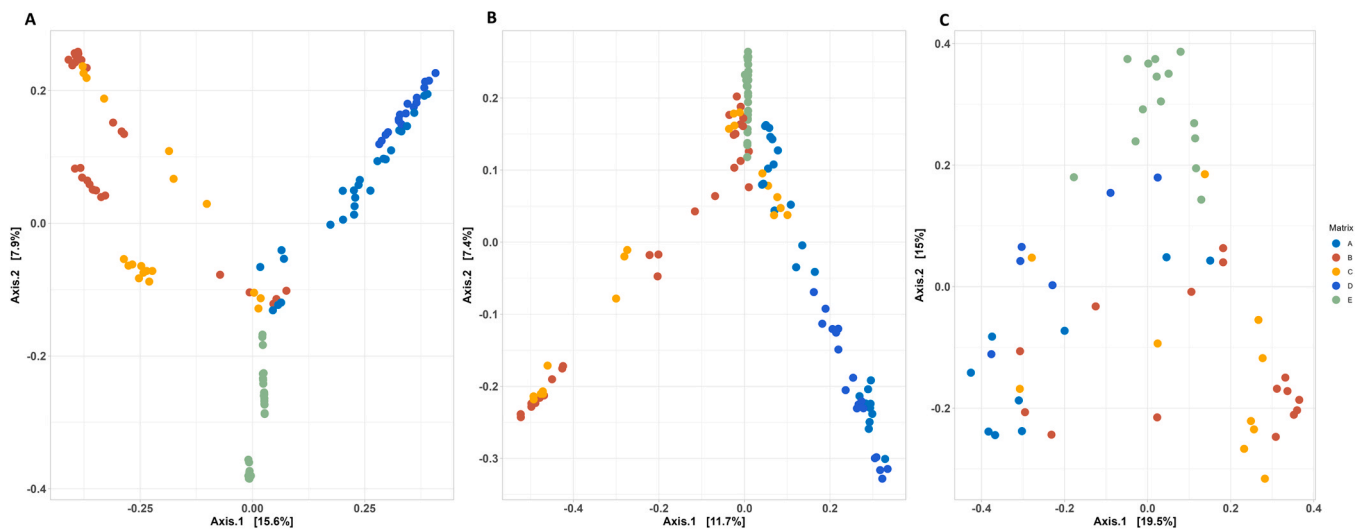 A
0.2
0.0
-0.2
-0.4
-0.25
0.00
0.25
Axis.2 [7.9%]
Axis.1 [15.6%]
B
0.2
0.1
0.0
-0.1
-0.2
-0.3
-0.4
-0.2
0.0
0.2
Axis.2 [7.4%]
Axis.1 [11.7%]
C
0.4
0.2
0.0
-0.2
-0.4
-0.2
0.0
0.2
0.4
Axis.2 [15%]
Axis.1 [19.5%]
Matrix
A
B
C
D
E